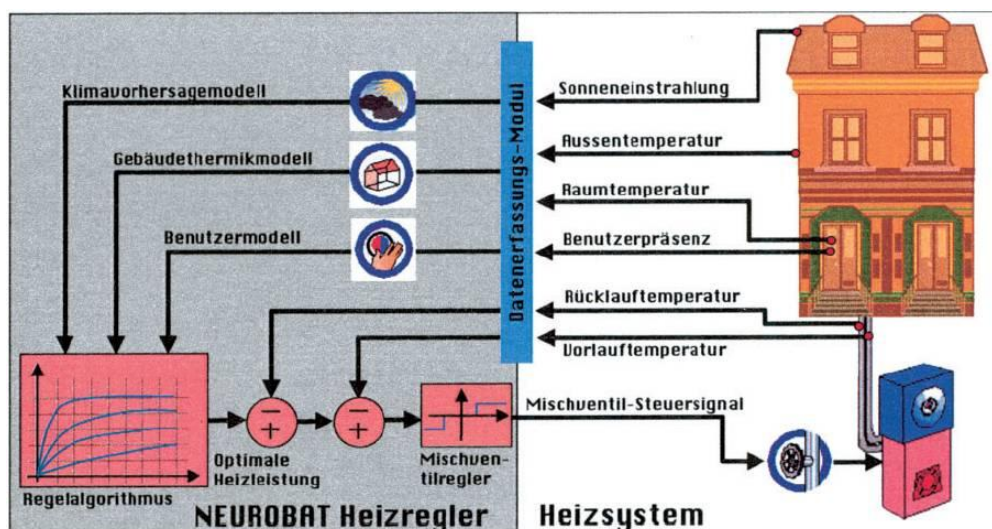 Klimavorhersagemodell
Gebäudethermikmodell
Benutzermodell
Datenerfassungs-Modul
Sonneneinstrahlung
Aussentemperatur
Raumtemperatur
Benutzerpräsenz
Rücklauftemperatur
Vorlauftemperatur
Mischventil-Steuersignal
−
+
−
+
Regelalgorithmus
Optimale
Heizleistung
Mischven-
tilregler
NEUROBAT Heizregler
Heizsystem